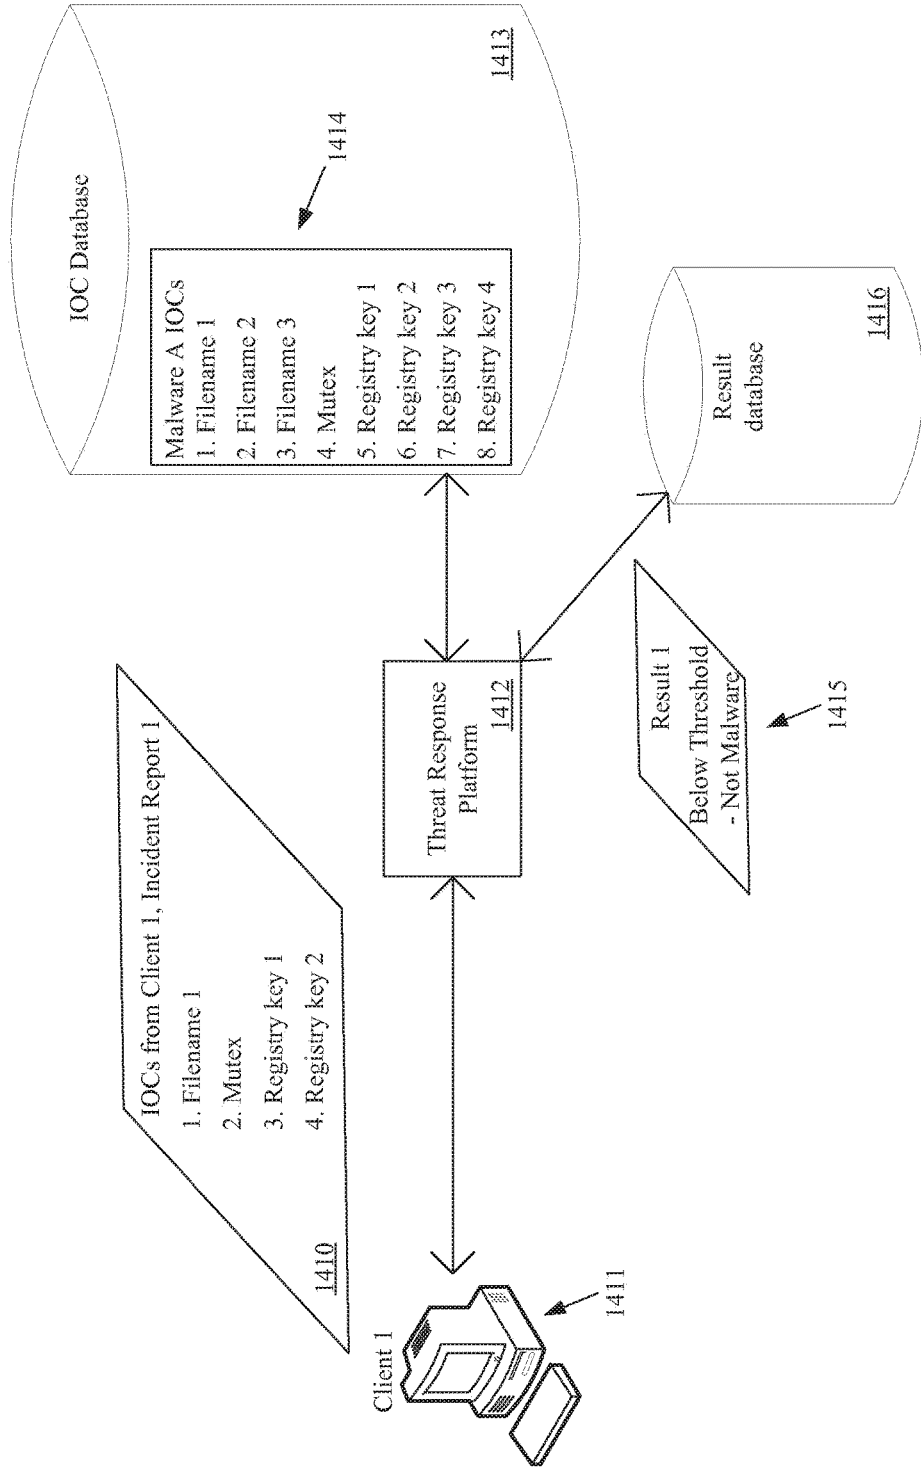 IOC Database
1413
1414
Malware A IOCs
1. Filename 1
2. Filename 2
3. Filename 3
4. Mutex
5. Registry key 1
6. Registry key 2
7. Registry key 3
8. Registry key 4
IOCs from Client 1, Incident Report 1
1. Filename 1
2. Mutex
3. Registry key 1
4. Registry key 2
1410
Client 1
1411
Threat Response
Platform
1412
Result 1
Below Threshold
- Not Malware
1415
Result
database
1416